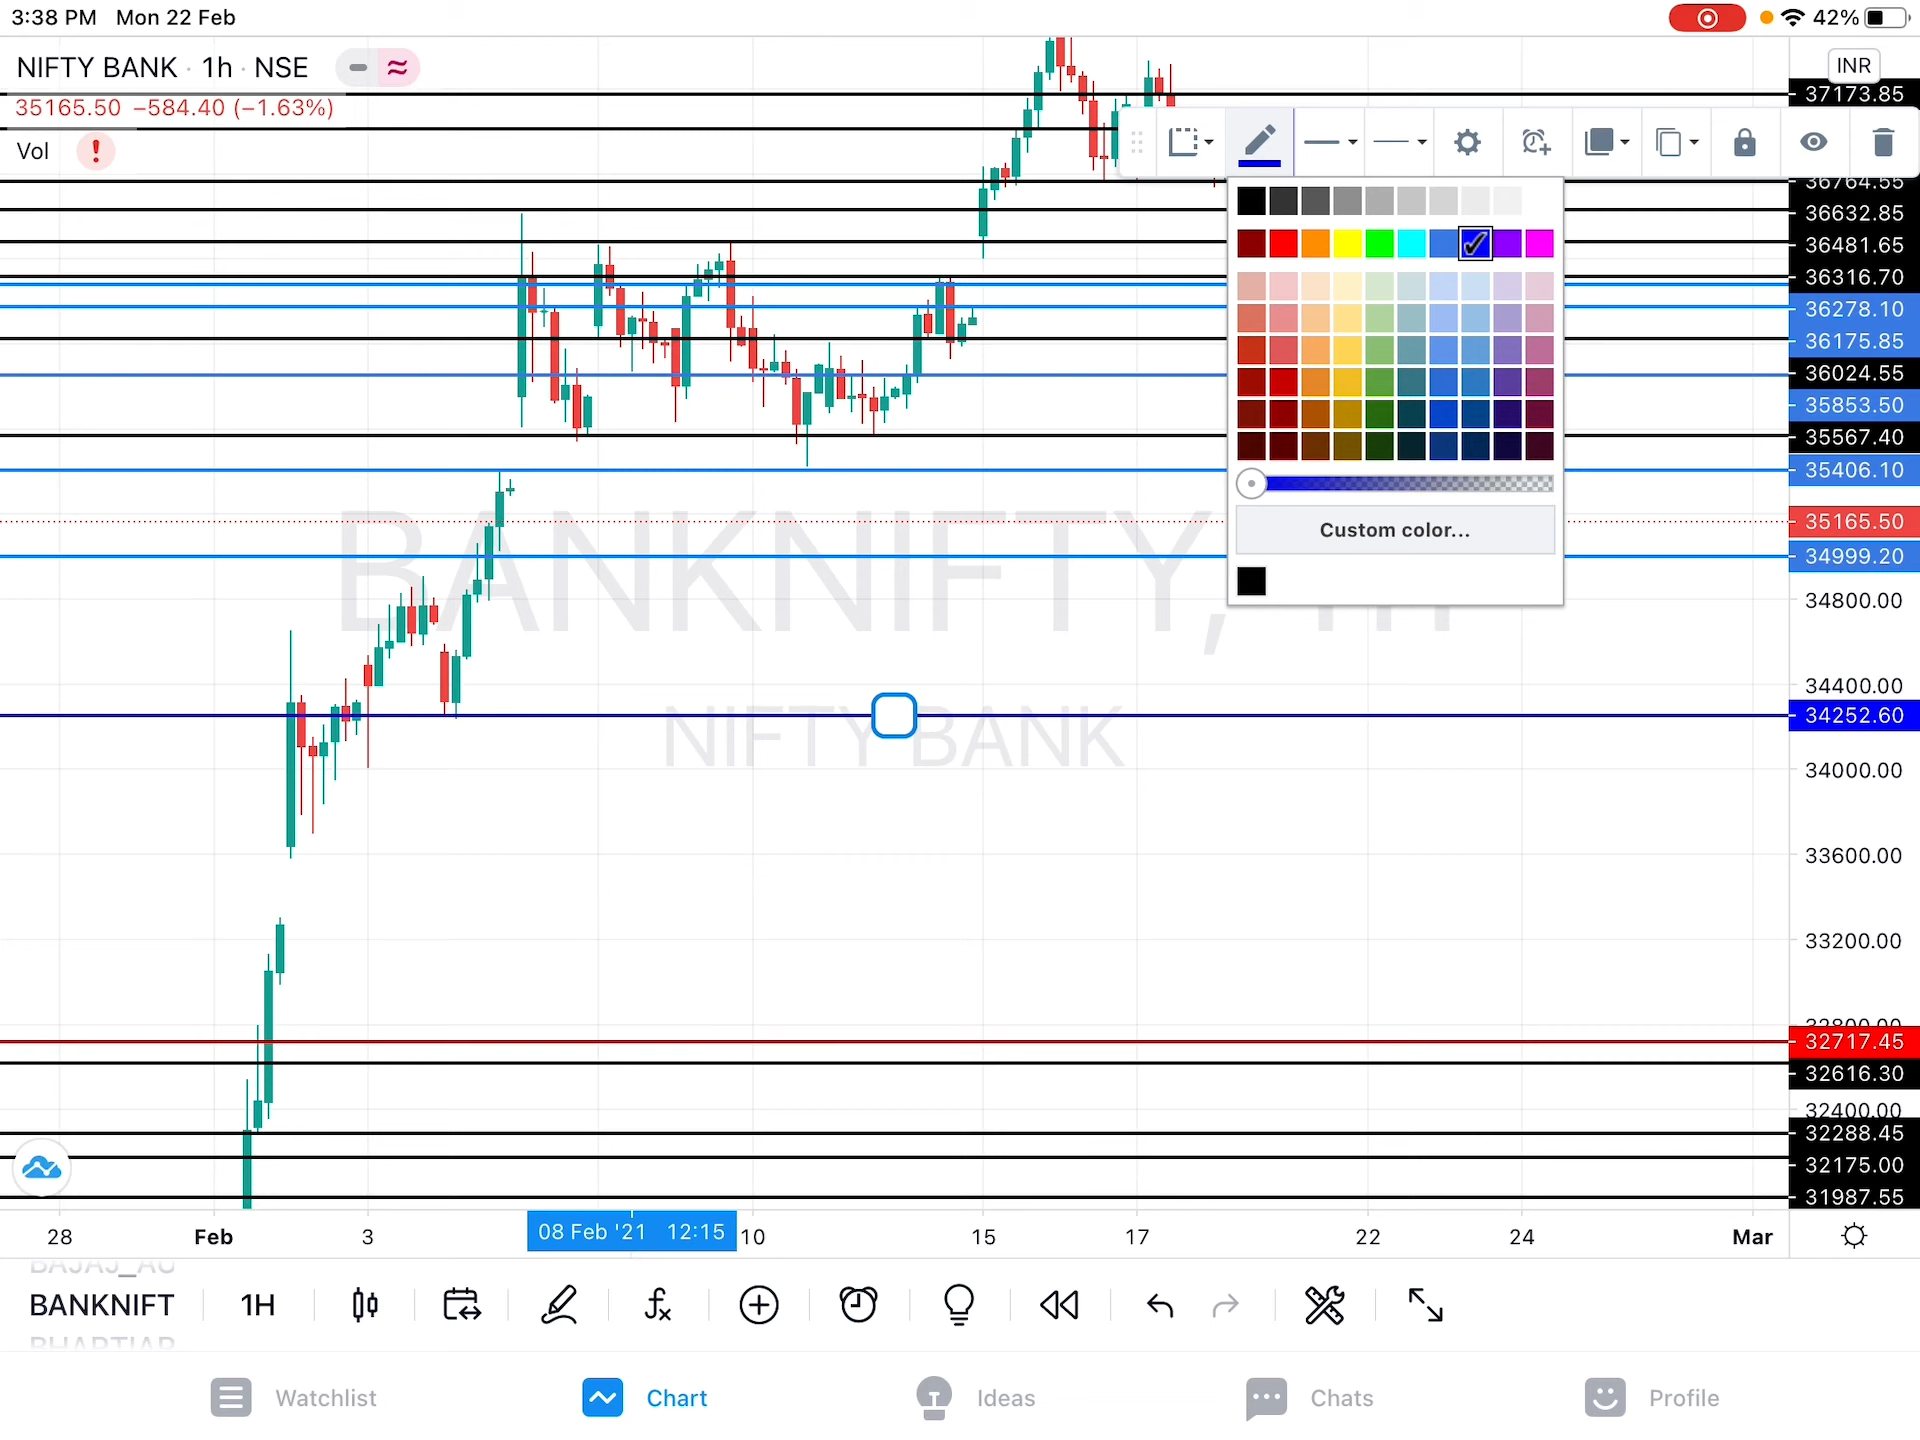 3:38 PM Mon 22 Feb
42%
NIFTY BANK · 1h · NSE
INR
35165.50 −584.40 (−1.63%)
Vol
37173.85
36764.55
36632.85
36481.65
36316.70
36278.10
36175.85
36024.55
35853.50
35567.40
35406.10
35165.50
34999.20
34800.00
34400.00
34252.60
34000.00
33600.00
33200.00
32800.00
32717.45
32616.30
32400.00
32288.45
32175.00
31987.55
Custom color...
BANKNIFTY, 1h
NIFTY BANK
28 Feb 3 08 Feb '21 12:15 10 15 17 22 24 Mar
BANKNIFT 1H
Watchlist Chart Ideas Chats Profile